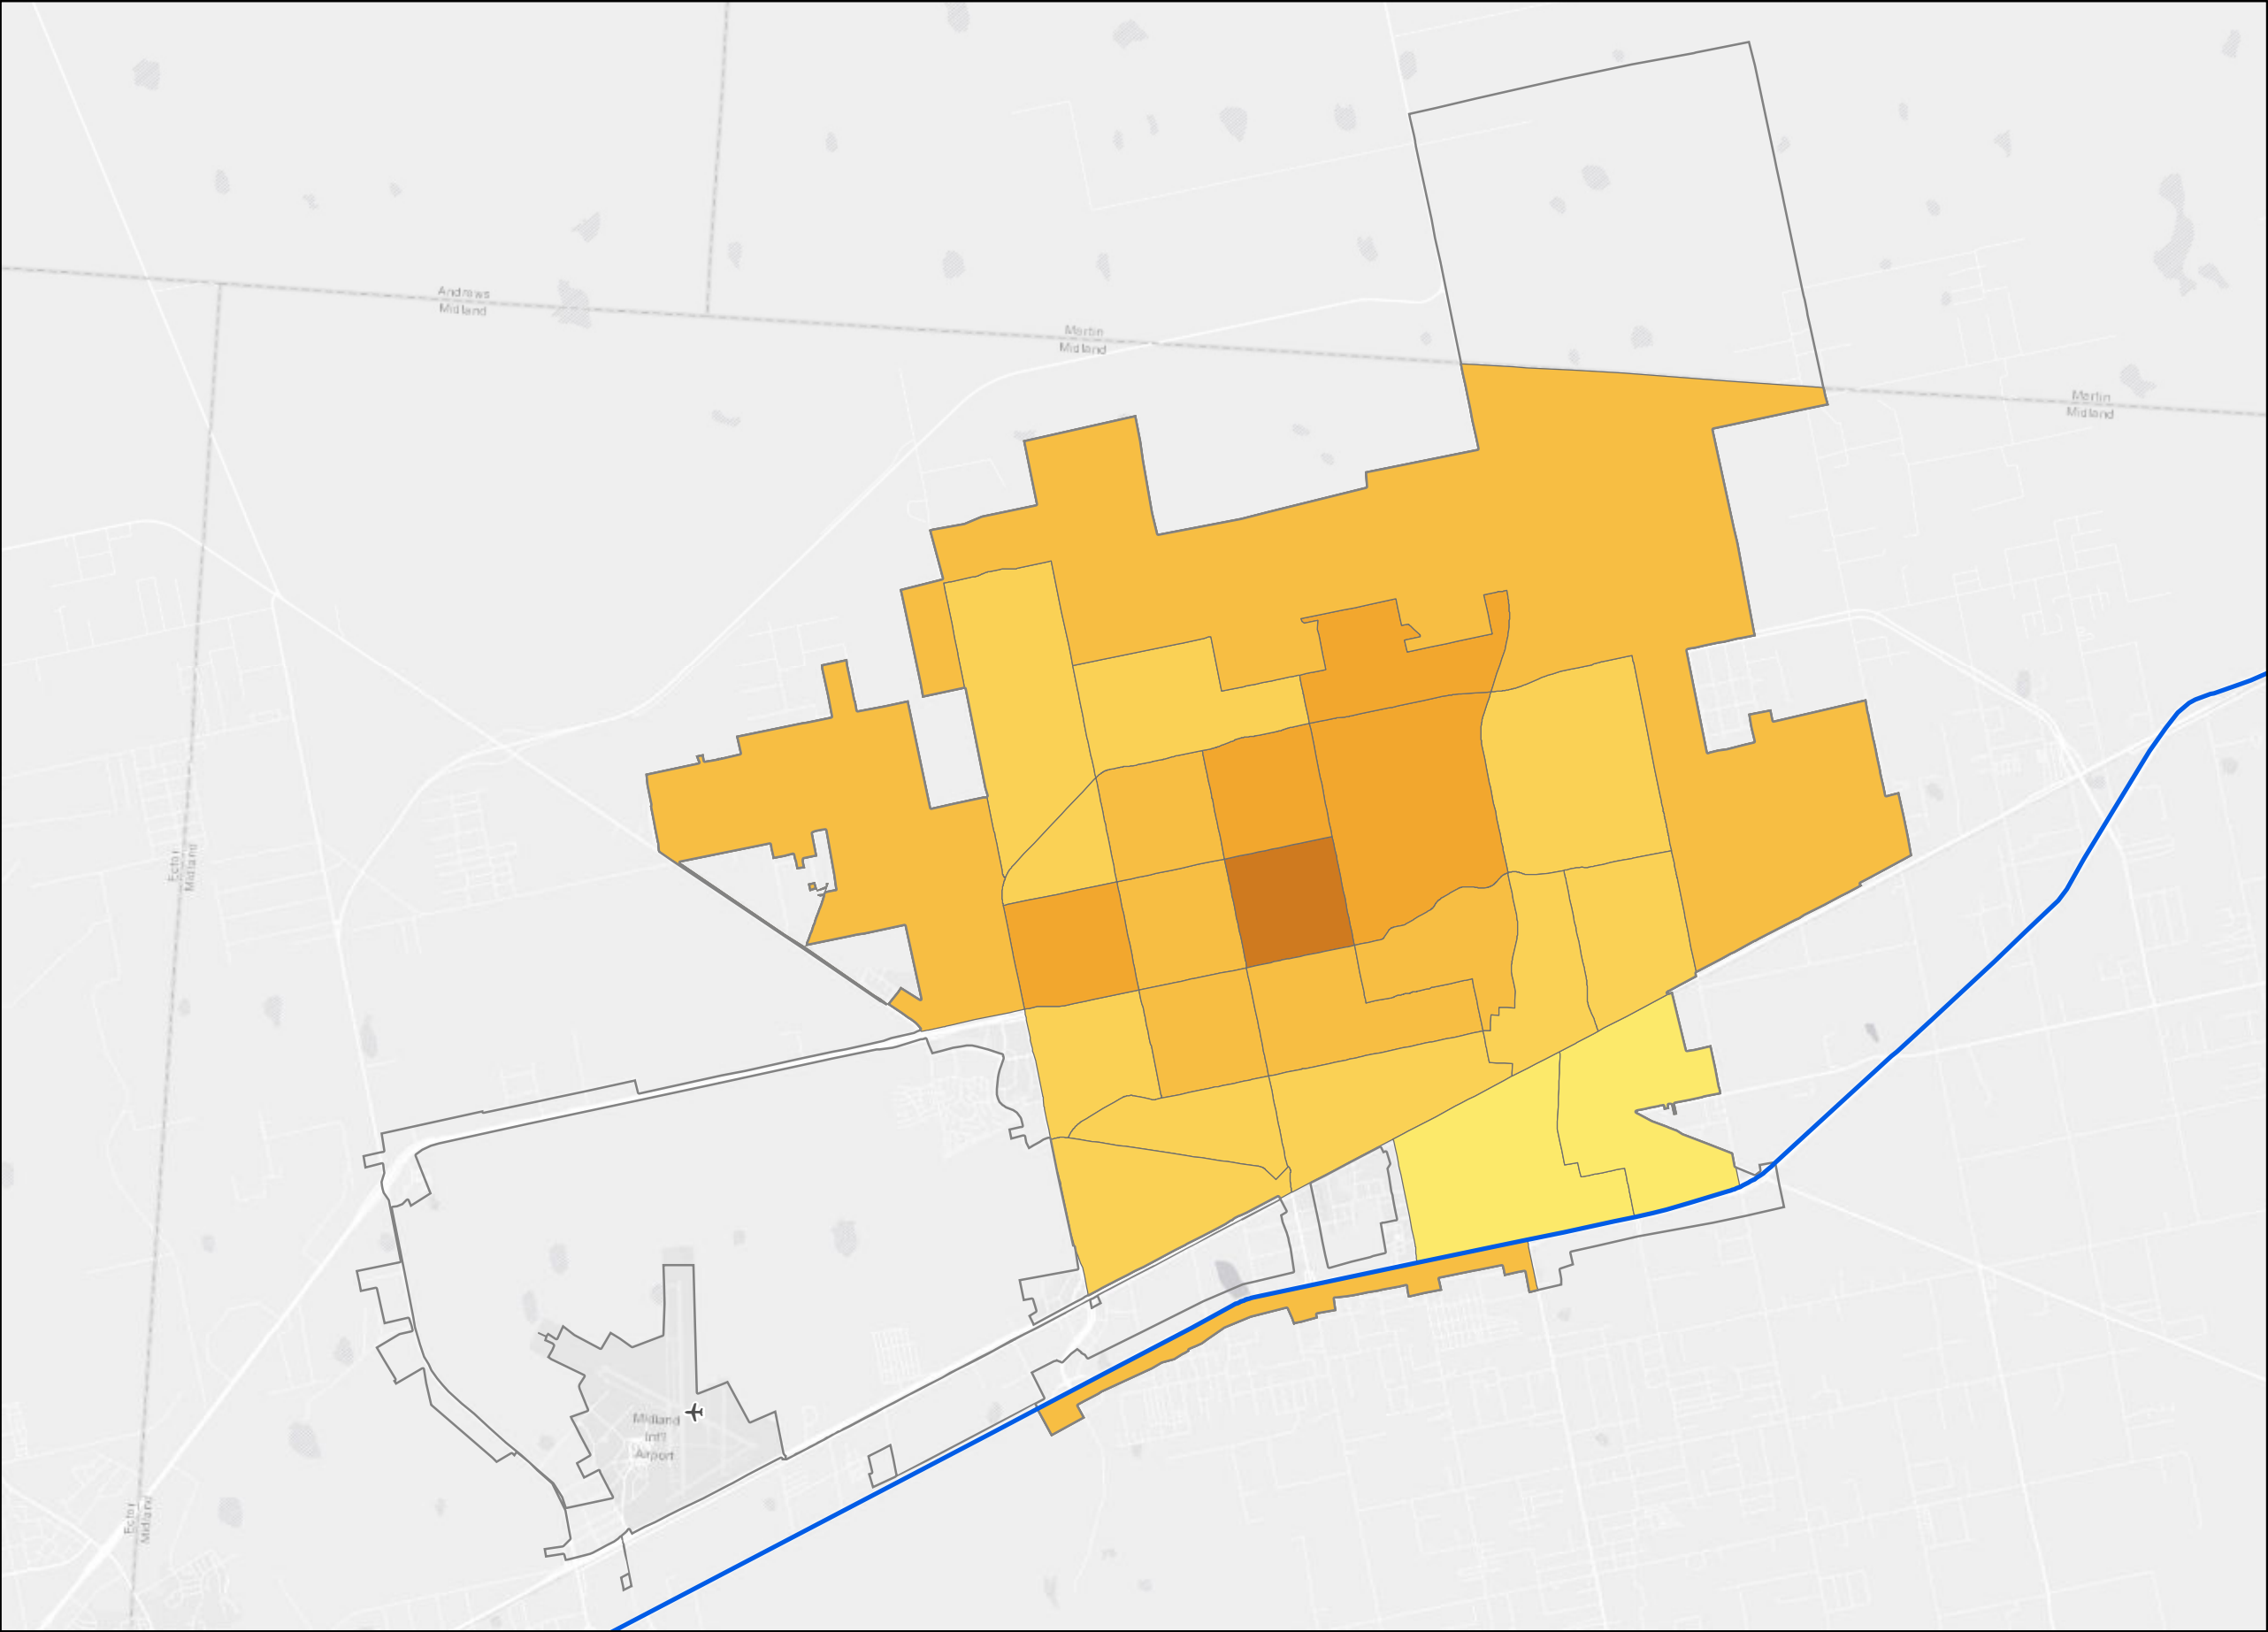 Andrews
Midland
Martin
Midland
Martin
Midland
Ector
Midland
Midland
Int'l
Airport
Ector
Midland